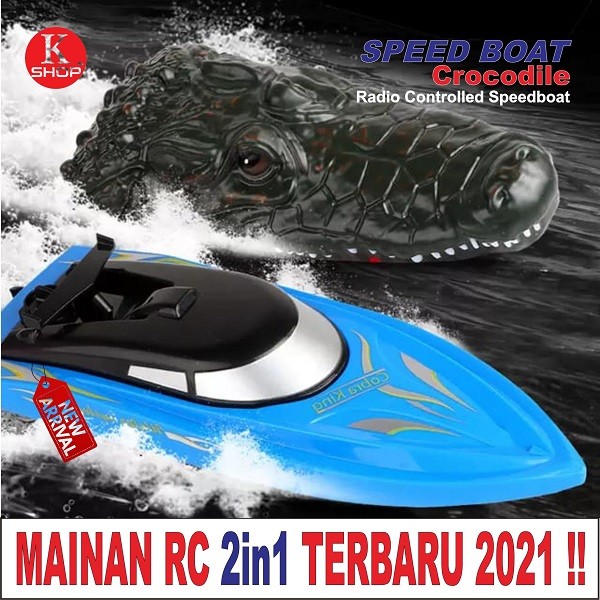 K
SHOP
SPEED BOAT
Crocodile
Radio Controlled Speedboat
Cobra King
NEW
ARRIVAL
MAINAN RC 2in1 TERBARU 2021 !!